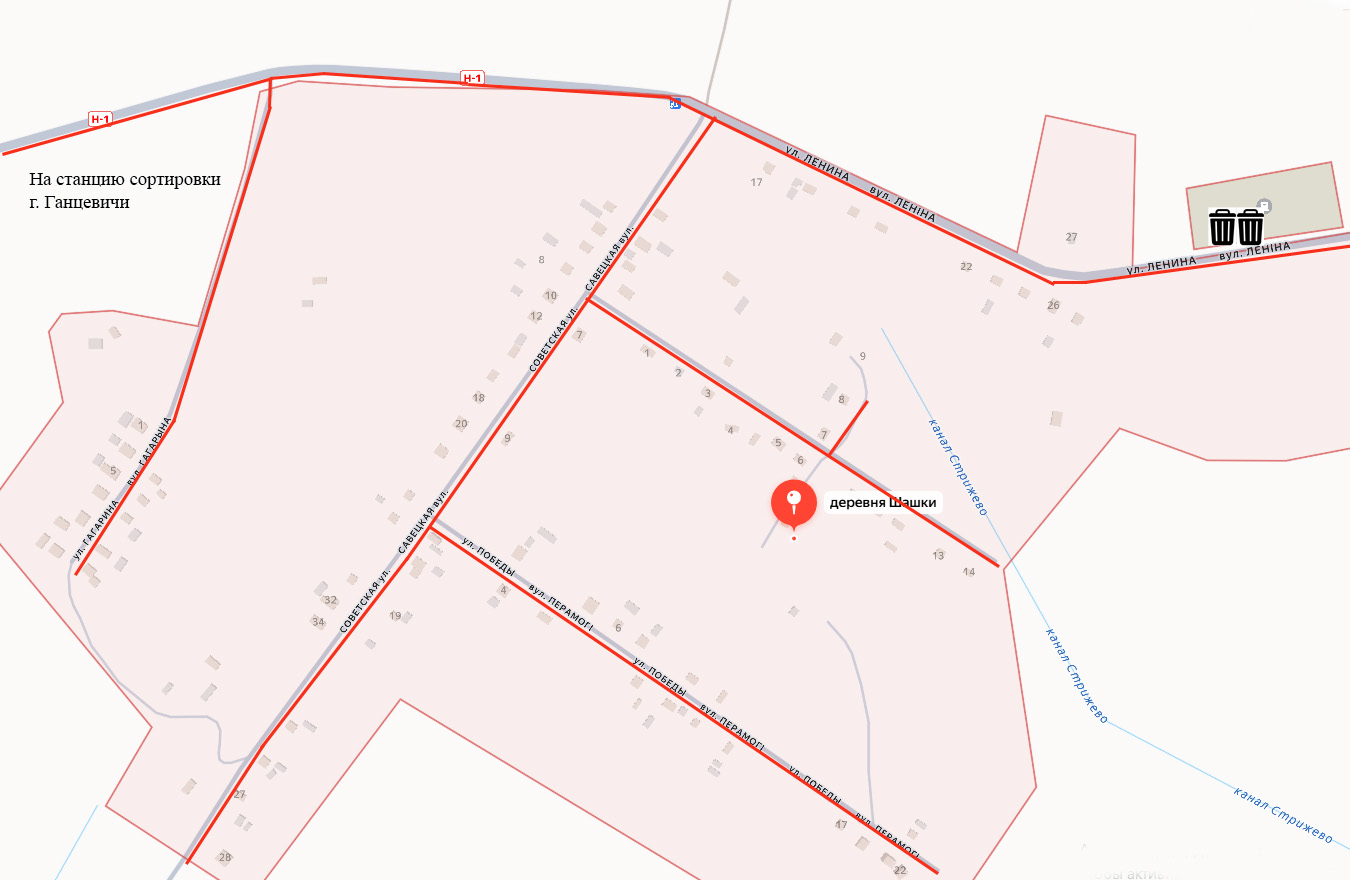 Н-1
Н-1
На станцию сортировки
г. Ганцевичи
ул. ЛЕНИНА
вул. ЛЕНІНА
17
27
22
26
ул. ЛЕНИНА
вул. ЛЕНІНА
САВЕЦКАЯ вул.
8
10
12
7
СОВЕТСКАЯ ул.
1
2
3
9
8
4
7
5
6
18
20
9
1
5
вул. ГАГАРЫНА
ул. ГАГАРИНА
канал Стрижево
деревня Шашки
13
14
САВЕЦКАЯ вул.
СОВЕТСКАЯ ул.
32
34
19
ул. ПОБЕДЫ
вул. ПЕРАМОГІ
4
6
ул. ПОБЕДЫ
вул. ПЕРАМОГІ
канал Стрижево
ул. ПОБЕДЫ
вул. ПЕРАМОГІ
47
22
27
28
канал Стрижево